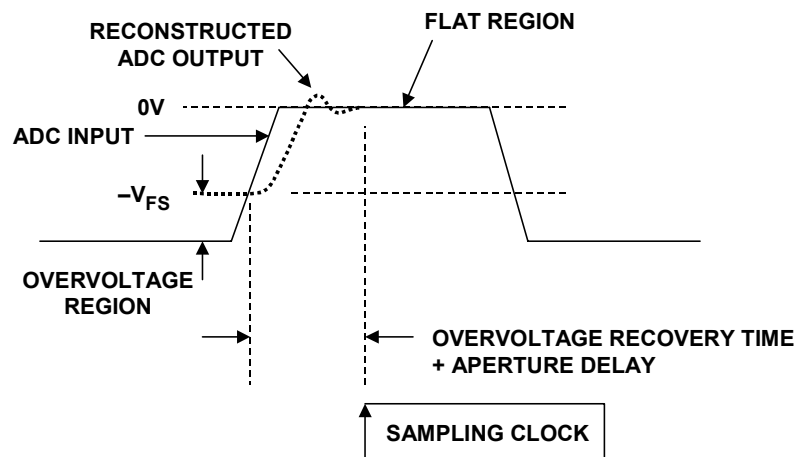 RECONSTRUCTED
ADC OUTPUT
FLAT REGION
0V
ADC INPUT
–VFS
OVERVOLTAGE
REGION
OVERVOLTAGE RECOVERY TIME
+ APERTURE DELAY
SAMPLING CLOCK